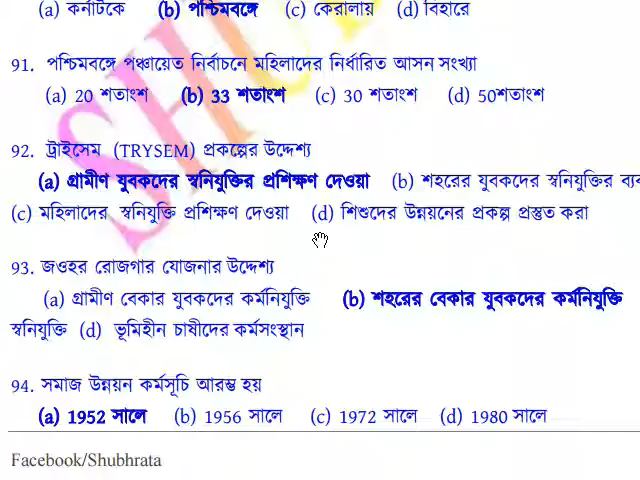 (a) কর্নাটকে (b) পশ্চিমবঙ্গে (c) কেরালায় (d) বিহারে
91. পশ্চিমবঙ্গে পঞ্চায়েত নির্বাচনে মহিলাদের নির্ধারিত আসন সংখ্যা
(a) 20 শতাংশ (b) 33 শতাংশ (c) 30 শতাংশ (d) 50শতাংশ
92. ট্রাইসেম (TRYSEM) প্রকল্পের উদ্দেশ্য
(a) গ্রামীণ যুবকদের স্বনিযুক্তির প্রশিক্ষণ দেওয়া (b) শহরের যুবকদের স্বনিযুক্তির
(c) মহিলাদের স্বনিযুক্তি প্রশিক্ষণ দেওয়া (d) শিশুদের উন্নয়নের প্রকল্প প্রস্তুত করা
93. জওহর রোজগার যোজনার উদ্দেশ্য
(a) গ্রামীণ বেকার যুবকদের কর্মনিযুক্তি (b) শহরের বেকার যুবকদের কর্মনিযুক্তি
স্বনিযুক্তি (d) ভূমিহীন চাষীদের কর্মসংস্থান
94. সমাজ উন্নয়ন কর্মসূচি আরম্ভ হয়
(a) 1952 সালে (b) 1956 সালে (c) 1972 সালে (d) 1980 সালে
Facebook/Shubhrata